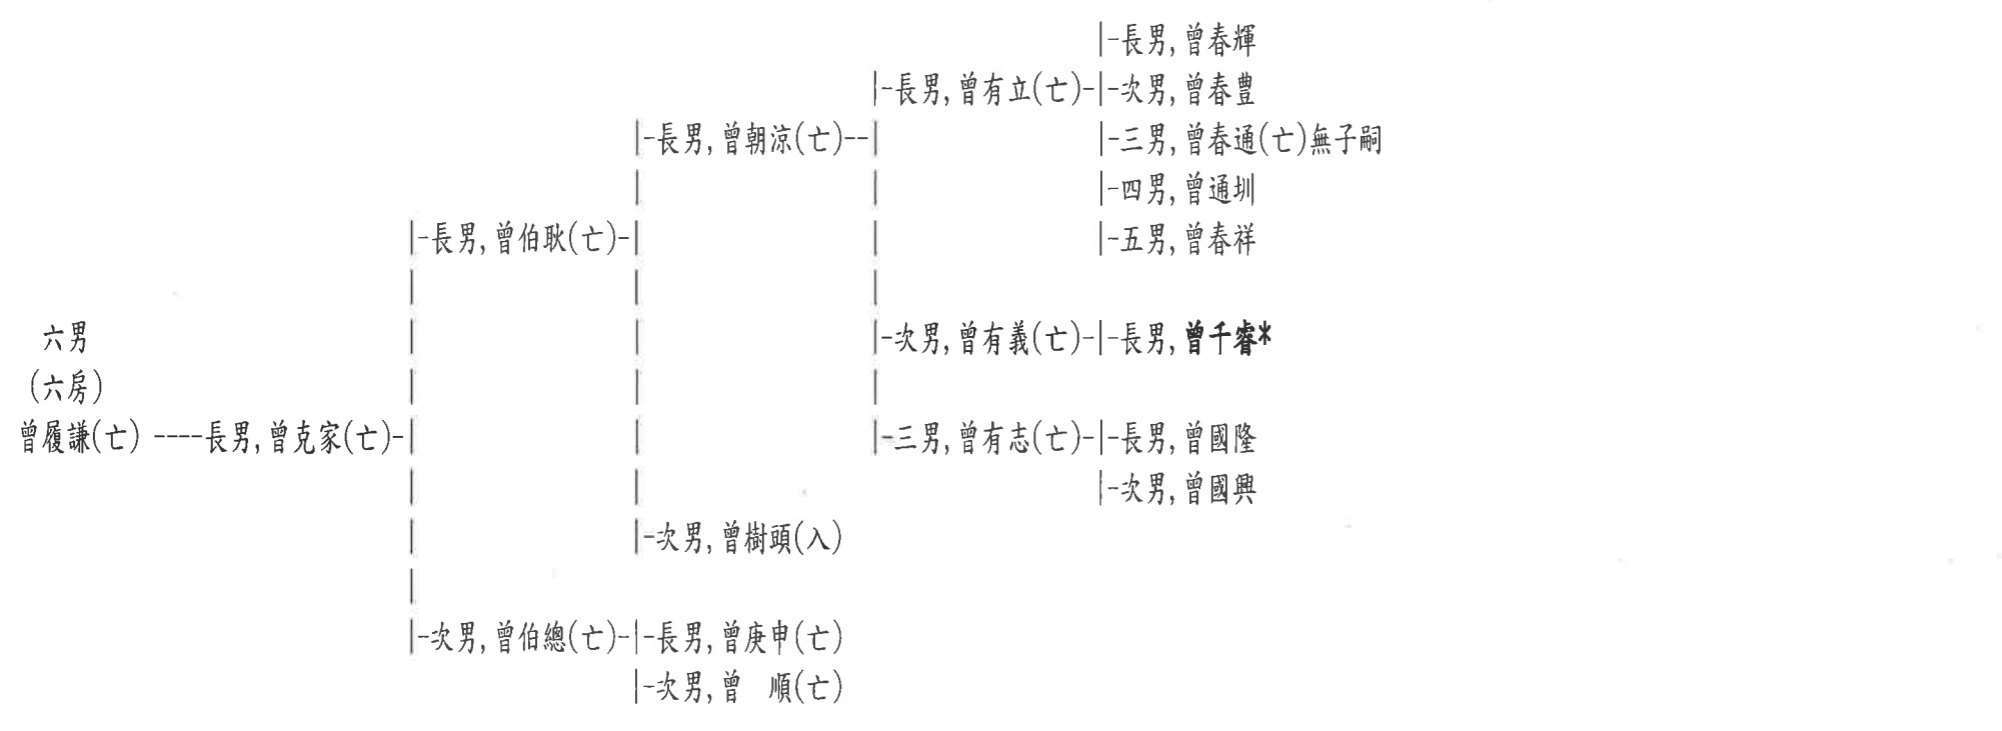 |-長男,曾春輝
|-長男,曾有立(亡)-|-次男,曾春豊
|-長男,曾朝涼(亡)--| |-三男,曾春通(亡)無子嗣
| | |-四男,曾通圳
|-長男,曾伯耿(亡)-| | |-五男,曾春祥
| | |
六男 | | |-次男,曾有義(亡)-|-長男,曾千睿*
(六房) | | |
曾履謙(亡) ----長男,曾克家(亡)-| | |-三男,曾有志(亡)-|-長男,曾國隆
| | |-次男,曾國興
| |-次男,曾樹頭(入)
|
|-次男,曾伯總(亡)-|-長男,曾庚申(亡)
|-次男,曾 順(亡)